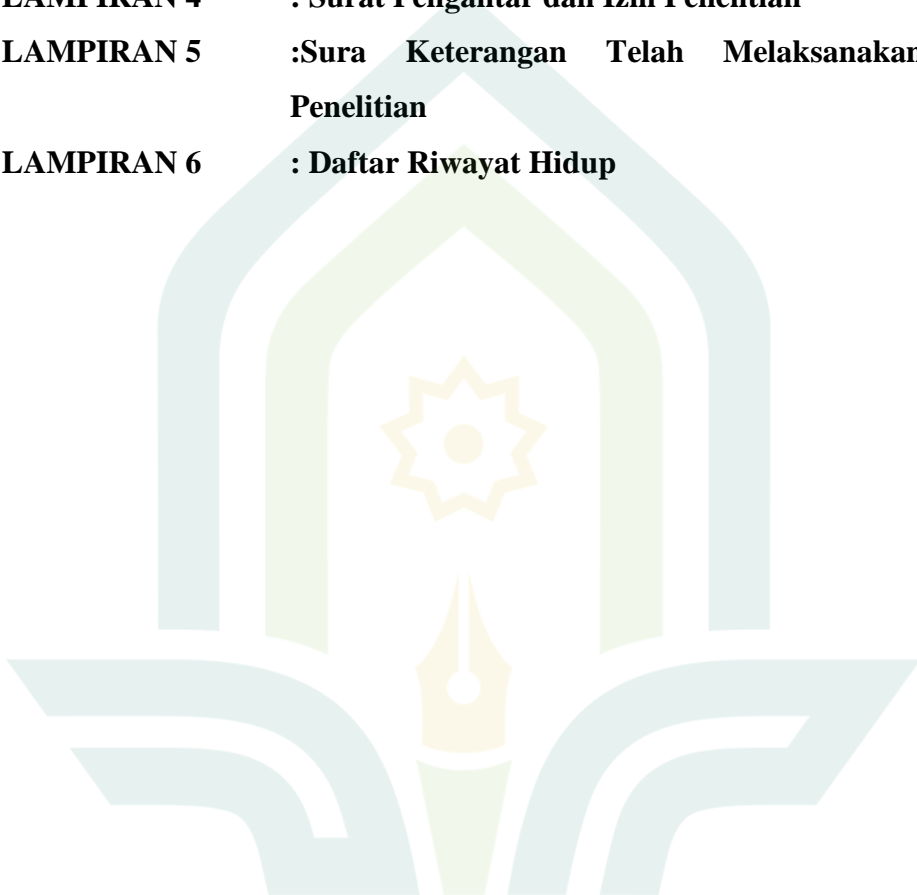 LAMPIRAN 4 : Surat Pengantar dan Izin Penelitian
LAMPIRAN 5 :Sura Keterangan Telah Melaksanakan
Penelitian
LAMPIRAN 6 : Daftar Riwayat Hidup